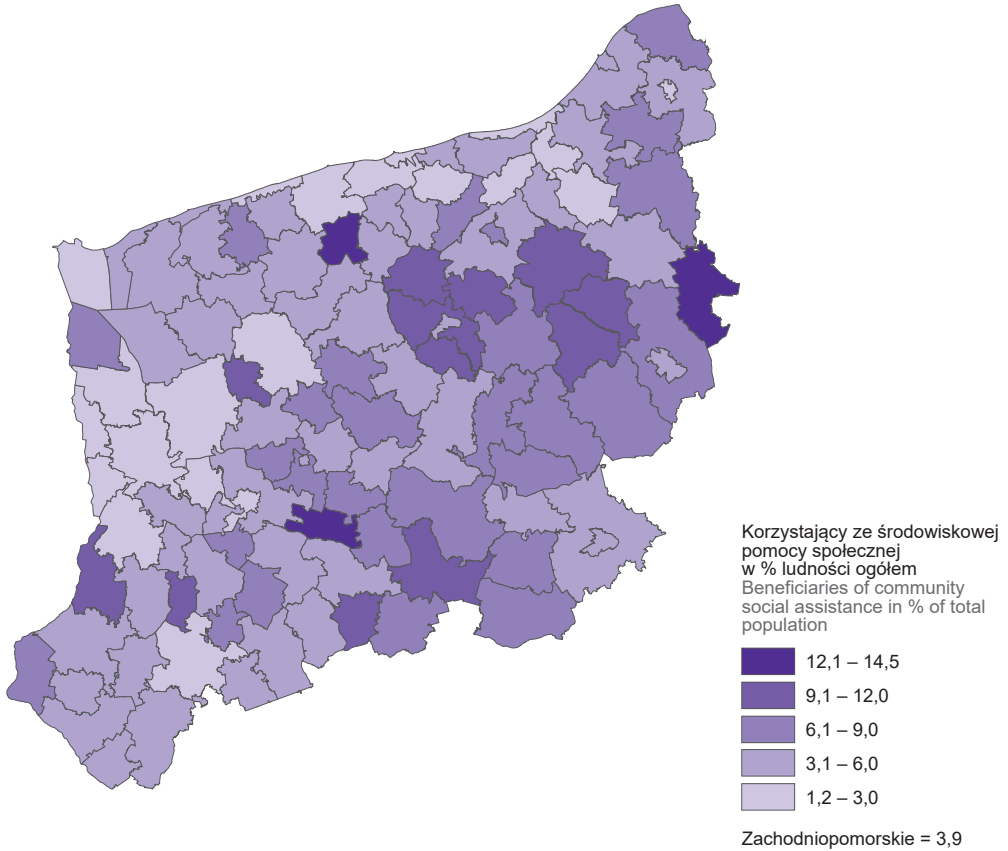 Korzystający ze środowiskowej
pomocy społecznej
w % ludności ogółem
Beneficiaries of community
social assistance in % of total
population
12,1 – 14,5
9,1 – 12,0
6,1 – 9,0
3,1 – 6,0
1,2 – 3,0
Zachodniopomorskie = 3,9